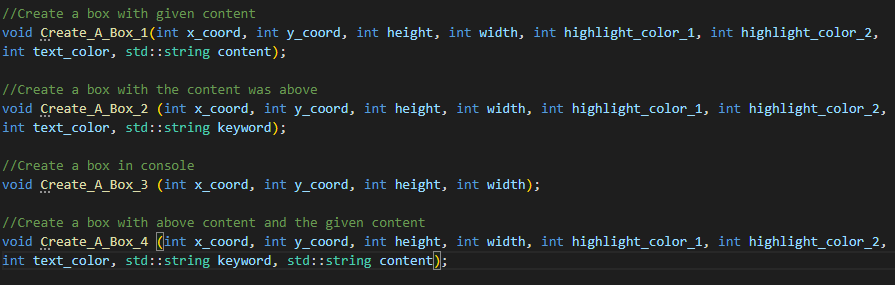 //Create a box with given content
void Create_A_Box_1(int x_coord, int y_coord, int height, int width, int highlight_color_1, int highlight_color_2,
int text_color, std::string content);
//Create a box with the content was above
void Create_A_Box_2 (int x_coord, int y_coord, int height, int width, int highlight_color_1, int highlight_color_2,
int text_color, std::string keyword);
//Create a box in console
void Create_A_Box_3 (int x_coord, int y_coord, int height, int width);
//Create a box with above content and the given content
void Create_A_Box_4 (int x_coord, int y_coord, int height, int width, int highlight_color_1, int highlight_color_2,
int text_color, std::string keyword, std::string content);